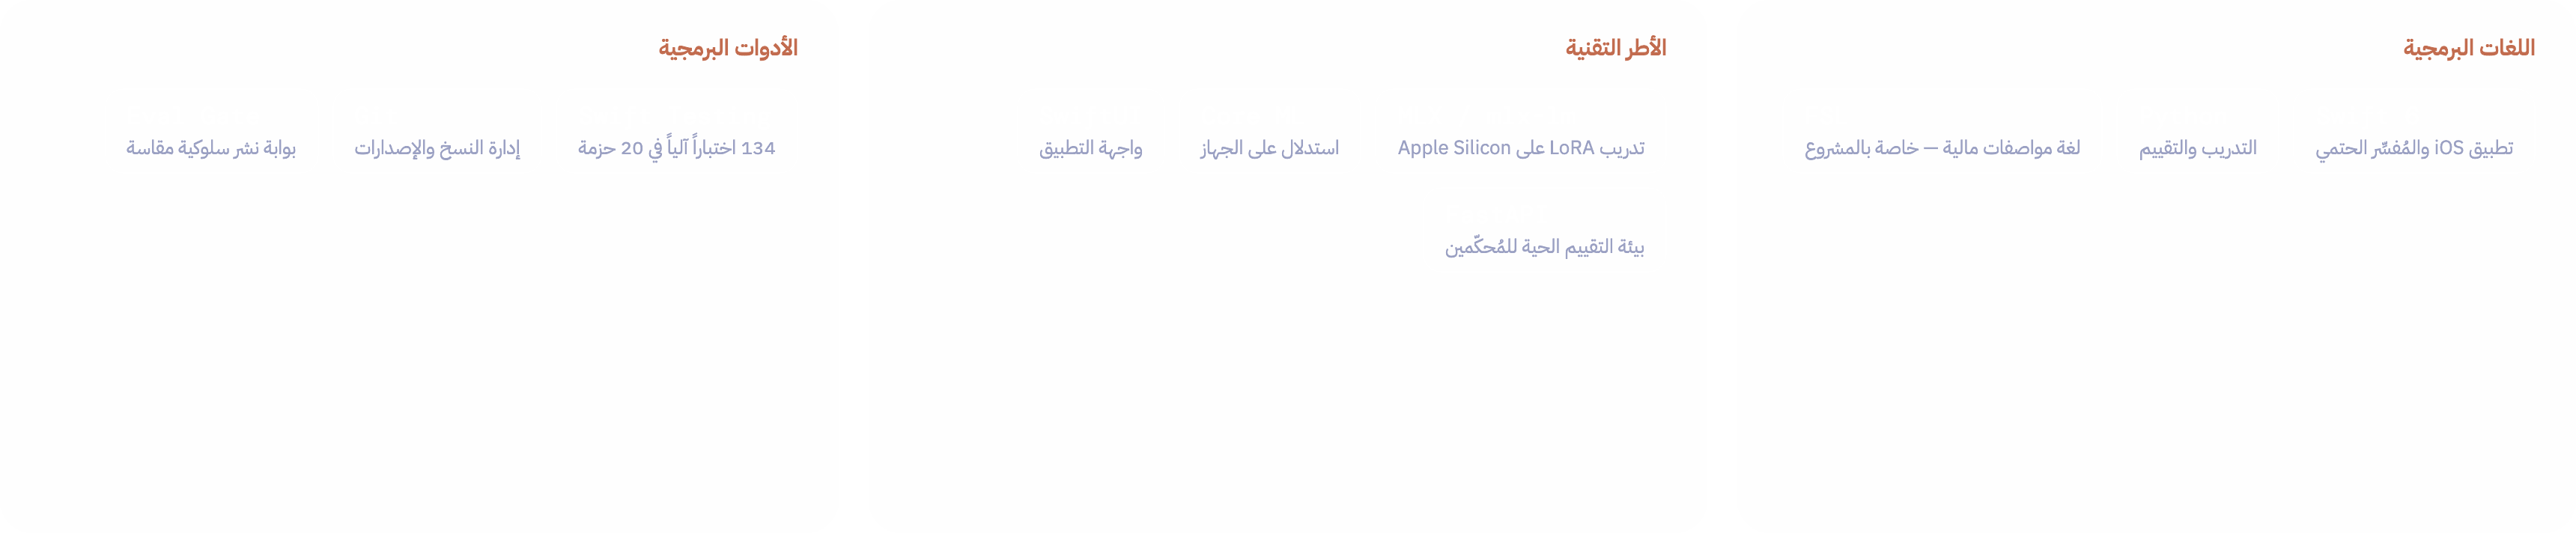 اللغات البرمجية
تطبيق iOS والمُفسِّر الحتمي
التدريب والتقييم
لغة مواصفات مالية — خاصة بالمشروع
الأطر التقنية
تدريب LoRA على Apple Silicon
استدلال على الجهاز
واجهة التطبيق
بيئة التقييم الحية للمُحكّمين
الأدوات البرمجية
134 اختباراً آلياً في 20 حزمة
إدارة النسخ والإصدارات
بوابة نشر سلوكية مقاسة